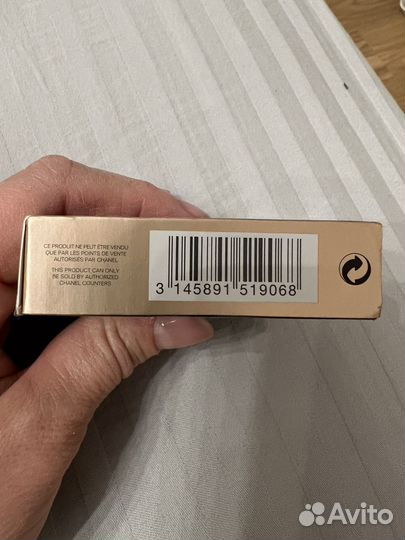 CE PRODUIT NE PEUT ÊTRE VENDU
QUE PAR LES POINTS DE VENTE
AUTORISÉS PAR CHANEL
THIS PRODUCT CAN ONLY
BE SOLD BY AUTHORIZED
CHANEL COUNTERS
3 145891 519068
Avito